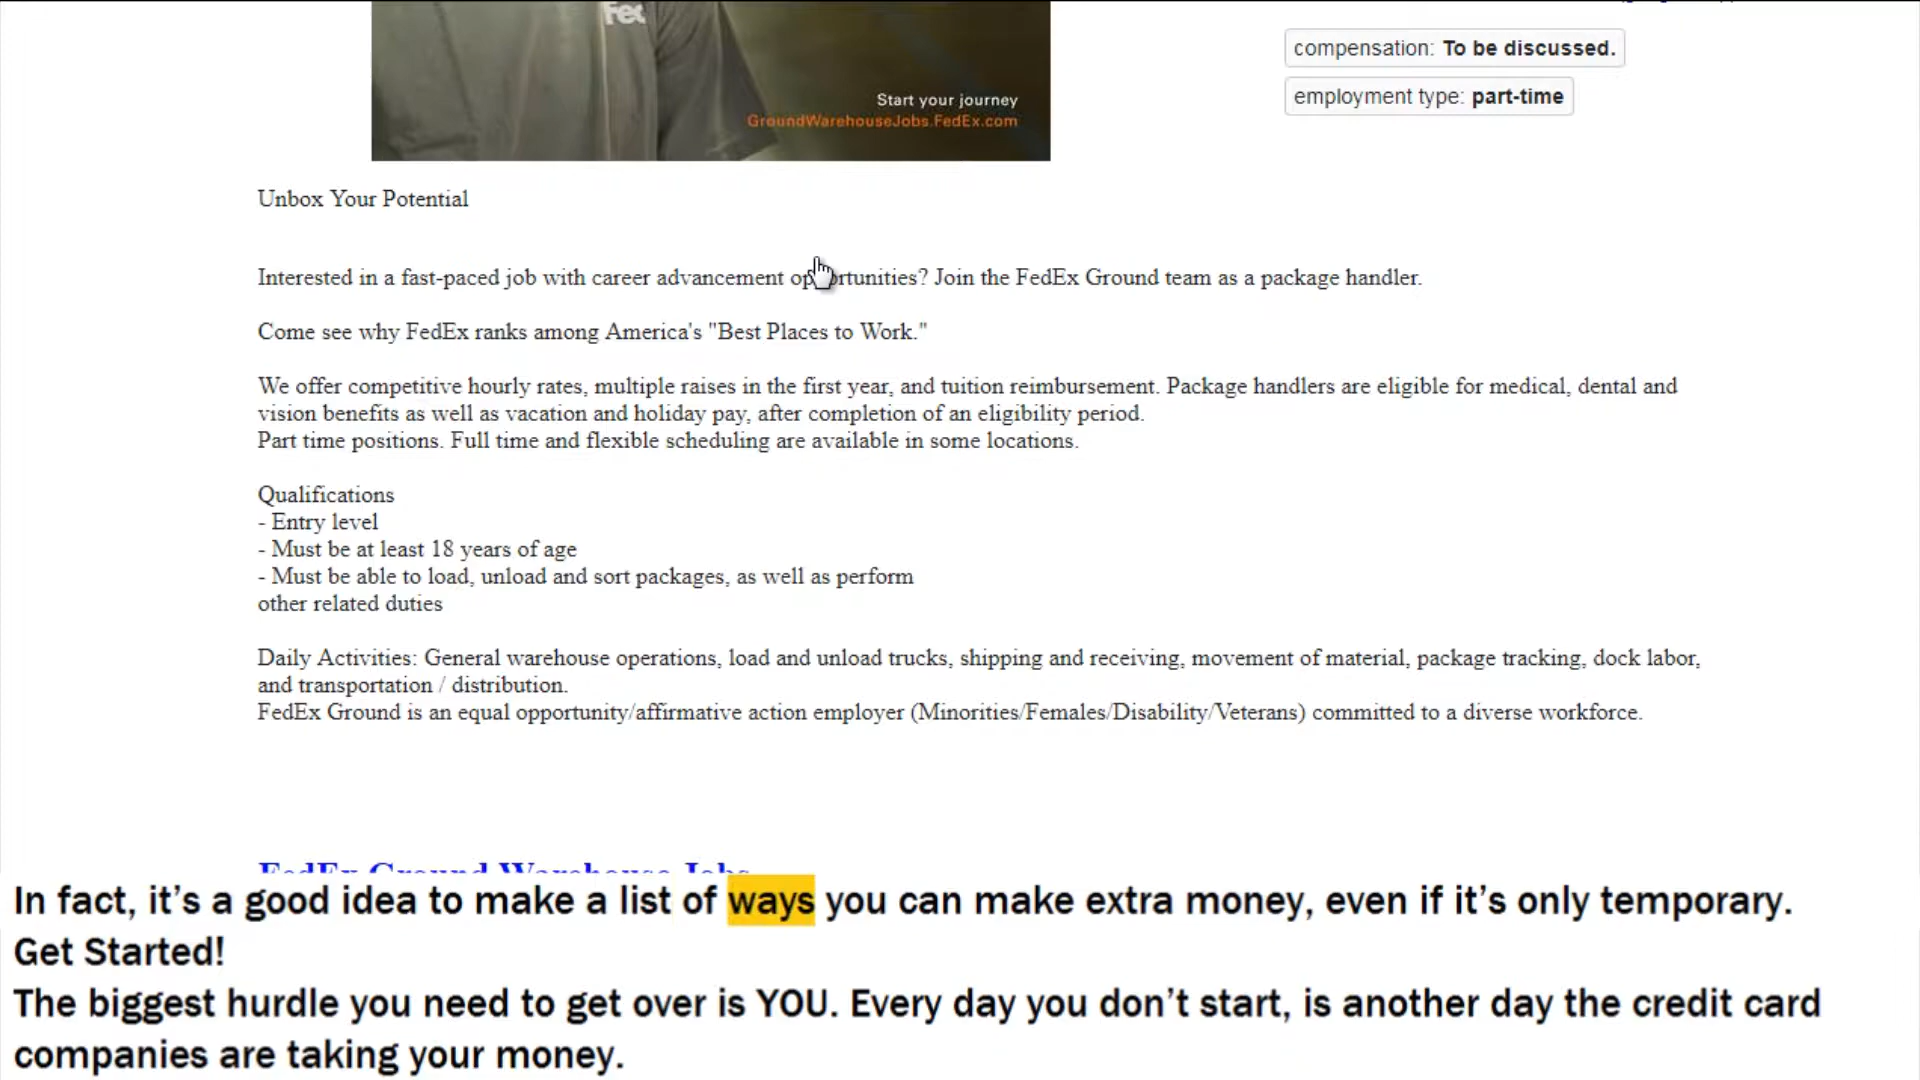 Fed
compensation: To be discussed.
Start your journey
employment type: part-time
GroundWarehouseJobs.FedEx.com
Unbox Your Potential
Interested in a fast-paced job with career advancement opportunities? Join the FedEx Ground team as a package handler.
Come see why FedEx ranks among America's "Best Places to Work."
We offer competitive hourly rates, multiple raises in the first year, and tuition reimbursement. Package handlers are eligible for medical, dental and
vision benefits as well as vacation and holiday pay, after completion of an eligibility period.
Part time positions. Full time and flexible scheduling are available in some locations.
Qualifications
- Entry level
- Must be at least 18 years of age
- Must be able to load, unload and sort packages, as well as perform
other related duties
Daily Activities: General warehouse operations, load and unload trucks, shipping and receiving, movement of material, package tracking, dock labor,
and transportation / distribution.
FedEx Ground is an equal opportunity/affirmative action employer (Minorities/Females/Disability/Veterans) committed to a diverse workforce.
FedEx Ground Warehouse Jobs
In fact, it’s a good idea to make a list of ways you can make extra money, even if it’s only temporary.
Get Started!
The biggest hurdle you need to get over is YOU. Every day you don’t start, is another day the credit card
companies are taking your money.